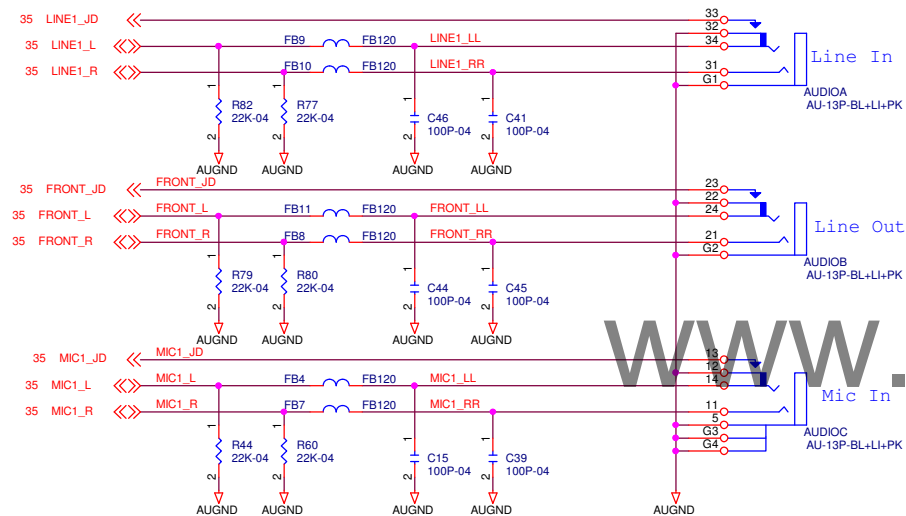 35 LINE1_JD 33
32
35 LINE1_L FB9 FB120 LINE1_LL 34
Line In
35 LINE1_R FB10 FB120 LINE1_RR 31
G1
AUDIOA
AU-13P-BL+LI+PK
1 1 1 1
R82 R77 C46 C41
22K-04 22K-04 100P-04 100P-04
2 2 2 2
AUGND AUGND AUGND AUGND
35 FRONT_JD FRONT_JD 23
22
35 FRONT_L FRONT_L FB11 FB120 FRONT_LL 24
Line Out
35 FRONT_R FRONT_R FB8 FB120 FRONT_RR 21
G2
AUDIOB
AU-13P-BL+LI+PK
1 1 1 1
R79 R80 C44 C45
22K-04 22K-04 100P-04 100P-04
2 2 2 2
AUGND AUGND AUGND AUGND
www.
35 MIC1_JD MIC1_JD 13
12
35 MIC1_L MIC1_L FB4 FB120 MIC1_LL 14
Mic In
35 MIC1_R MIC1_R FB7 FB120 MIC1_RR 11
5
G3
G4
AUDIOC
AU-13P-BL+LI+PK
1 1 1 1
R44 R60 C15 C39
22K-04 22K-04 100P-04 100P-04
2 2 2 2
AUGND AUGND AUGND AUGND AUGND